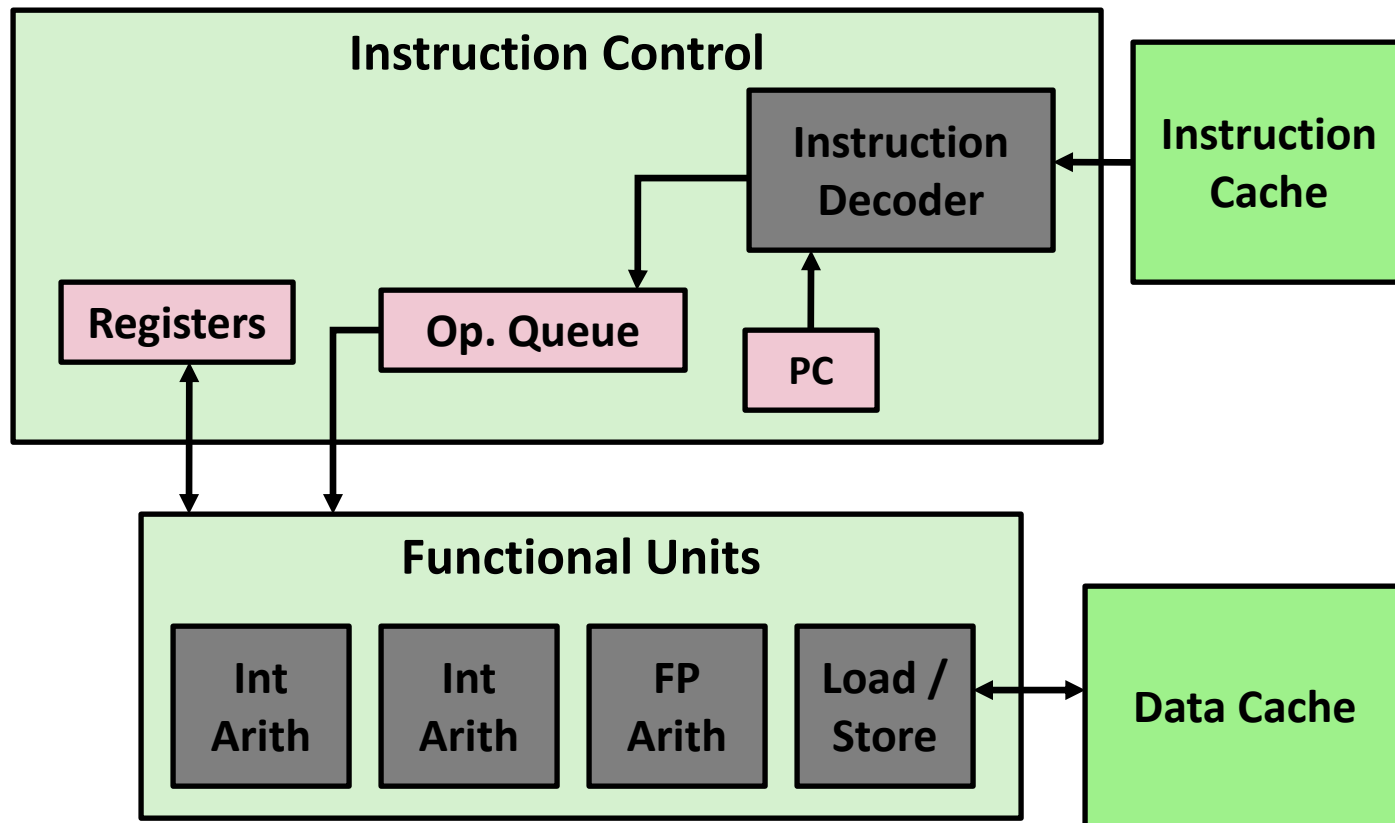 Instruction Control
Instruction
Decoder
Instruction
Cache
Registers
Op. Queue
PC
Functional Units
Int
Arith
Int
Arith
FP
Arith
Load /
Store
Data Cache